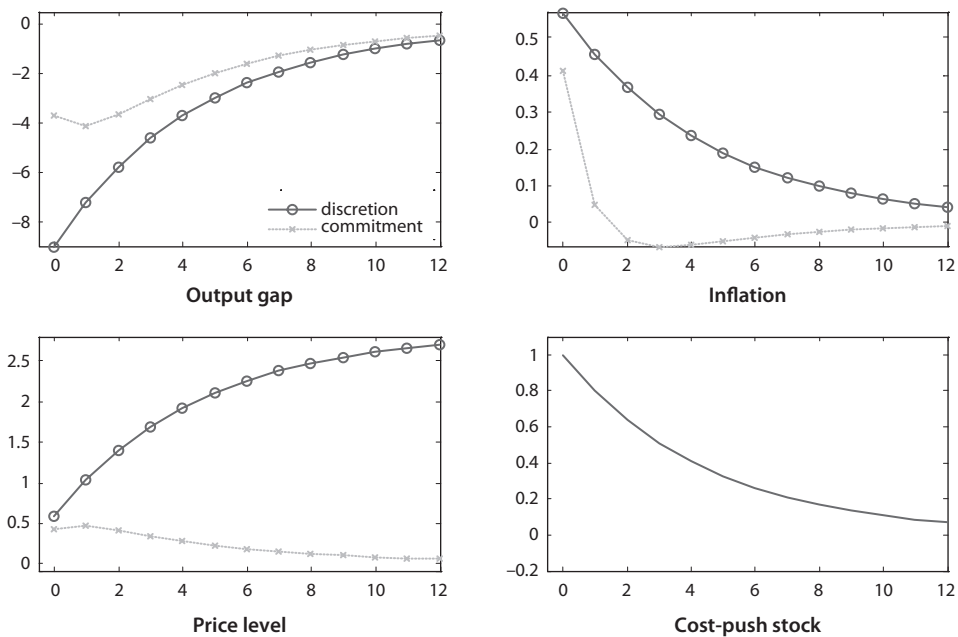 0
−2
−4
−6
−8
discretion
commitment
0 2 4 6 8 10 12
Output gap
0.5
0.4
0.3
0.2
0.1
0
0 2 4 6 8 10 12
Inflation
2.5
2
1.5
1
0.5
0
0 2 4 6 8 10 12
Price level
1
0.8
0.6
0.4
0.2
0
−0.2
0 2 4 6 8 10 12
Cost-push stock